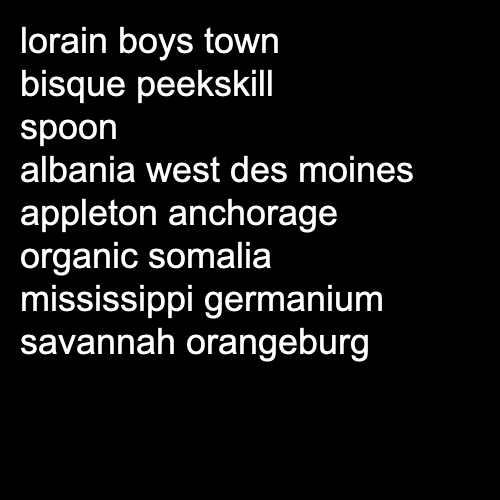 lorain boys town
bisque peekskill
spoon
albania west des moines
appleton anchorage
organic somalia
mississippi germanium
savannah orangeburg